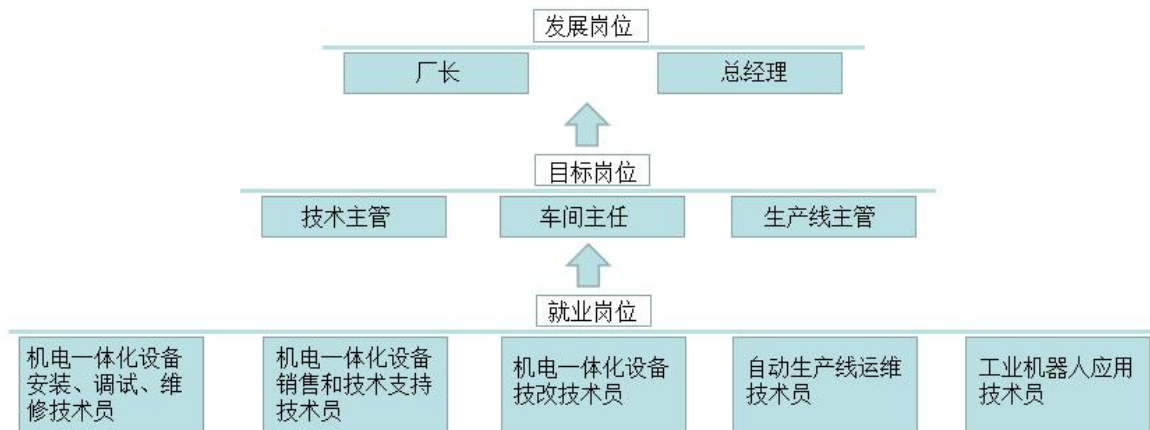 发展岗位
厂长
总经理
目标岗位
技术主管
车间主任
生产线主管
就业岗位
机电一体化设备
安装、调试、维
修技术员
机电一体化设备
销售和技术支持
技术员
机电一体化设备
技改技术员
自动生产线运维
技术员
工业机器人应用
技术员